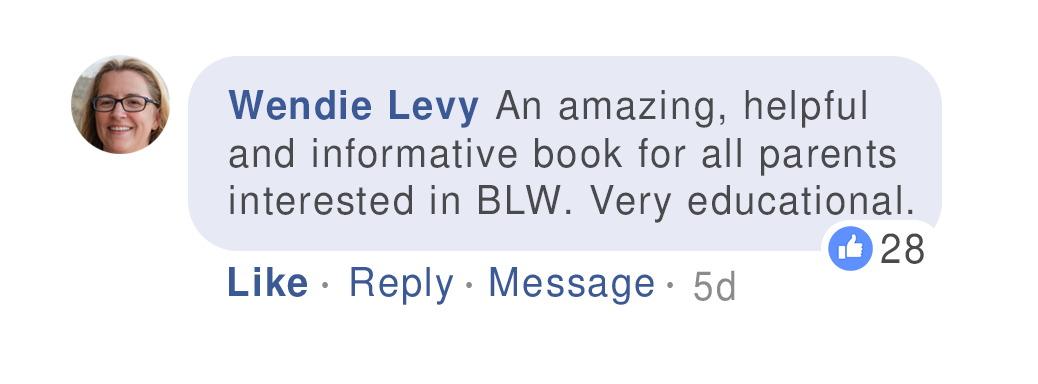 Wendie Levy An amazing, helpful
and informative book for all parents
interested in BLW. Very educational.
28
Like · Reply · Message · 5d